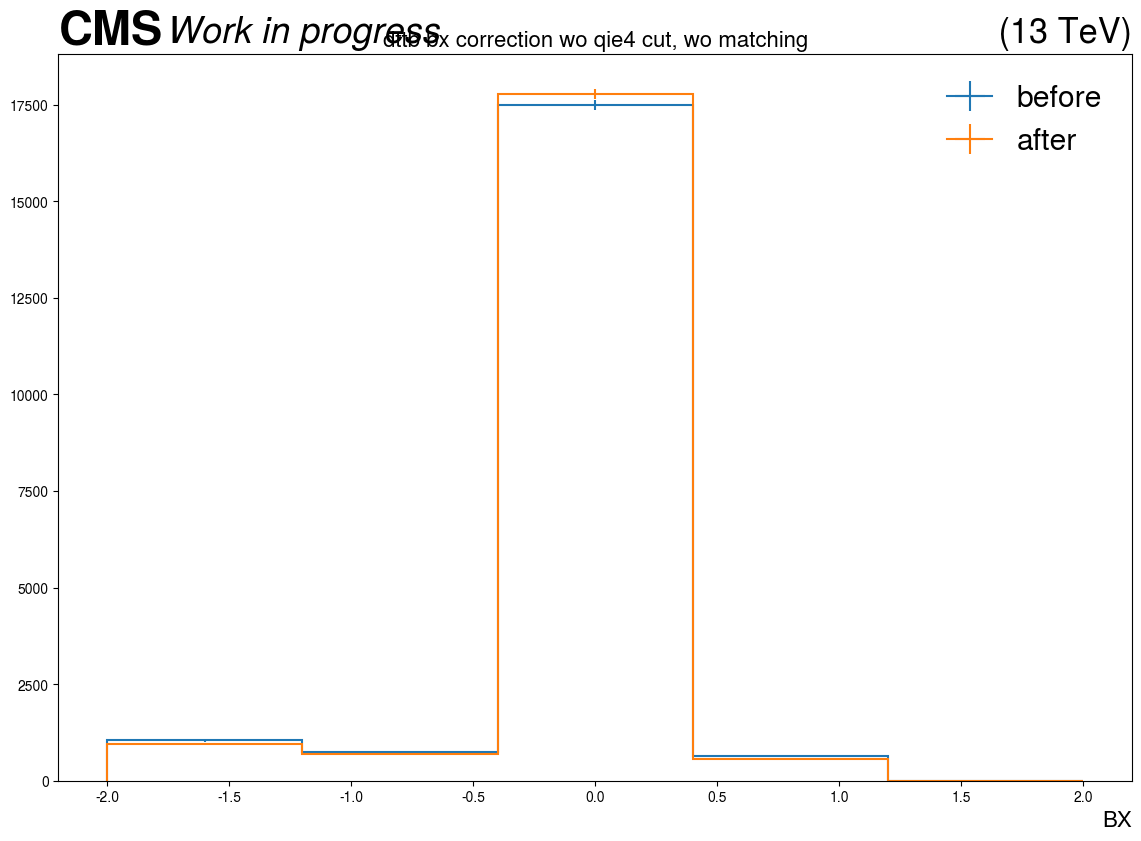 CMS Work in progress
bx correction wo qie4 cut, wo matching
(13 TeV)
before
after
17500
15000
12500
10000
7500
5000
2500
0
-2.0 -1.5 -1.0 -0.5 0.0 0.5 1.0 1.5 2.0
BX